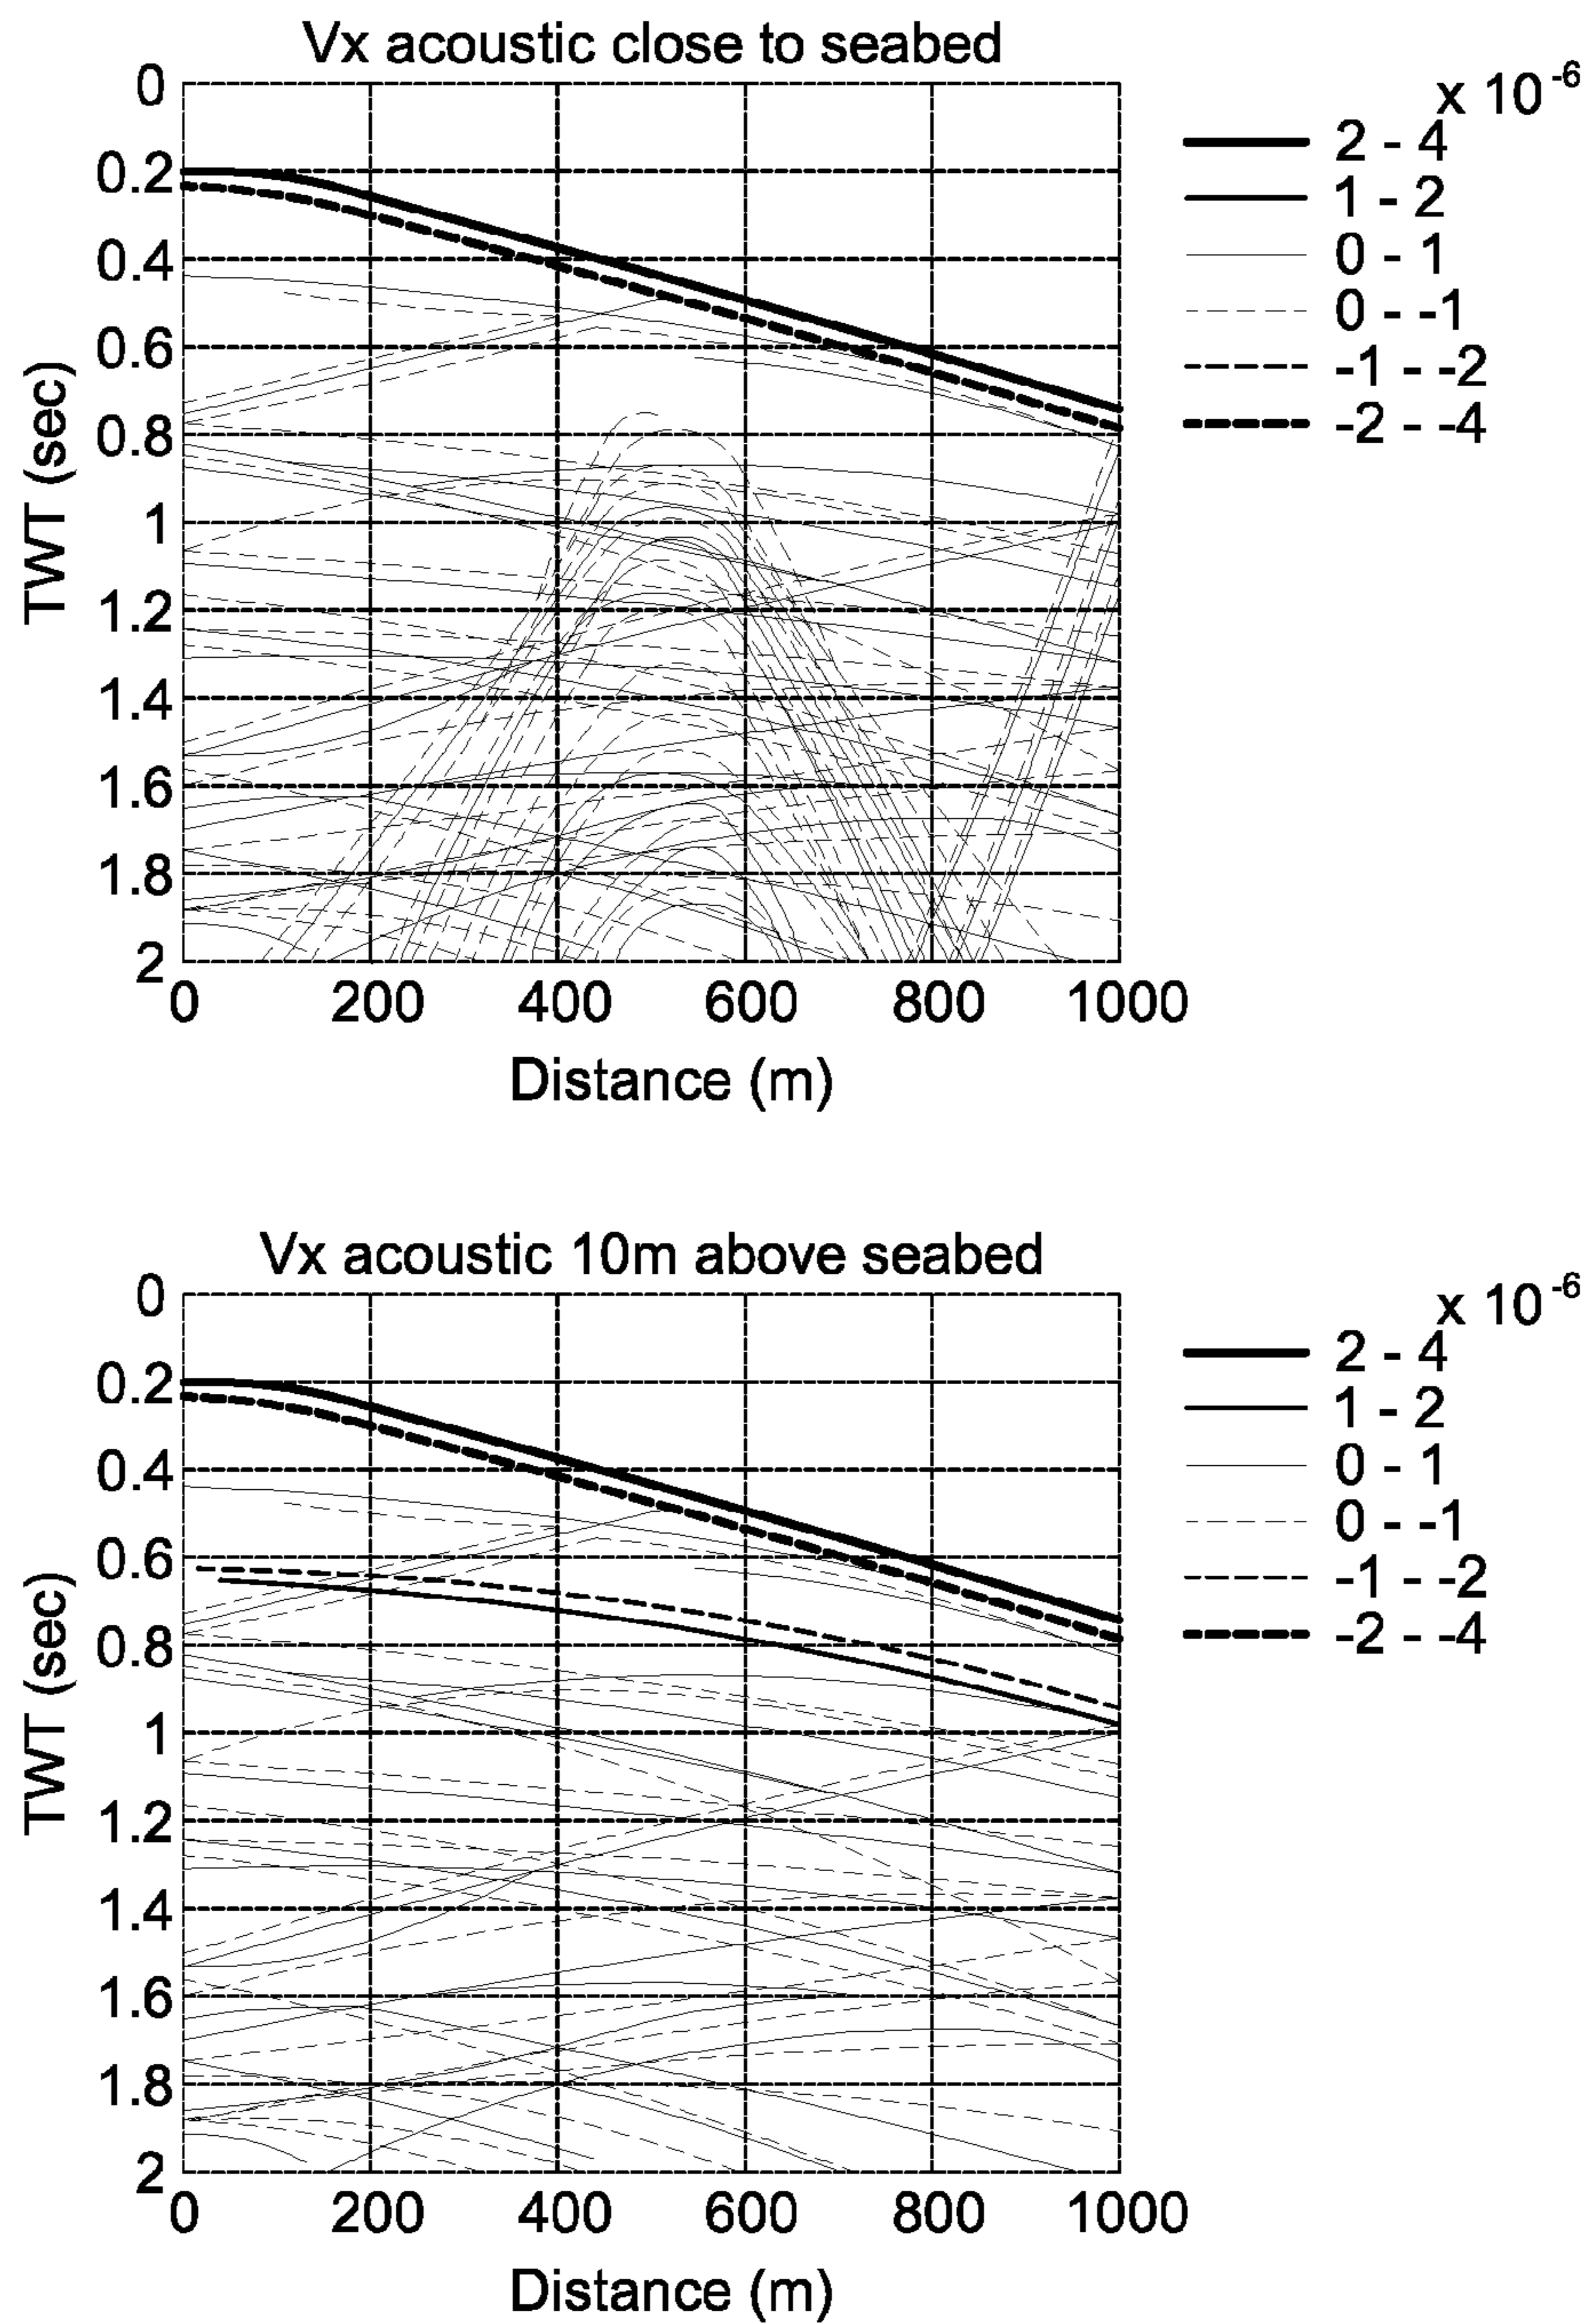 Vx acoustic close to seabed
x 10^-6
0
0.2
0.4
0.6
0.8
1
1.2
1.4
1.6
1.8
2
TWT (sec)
0 200 400 600 800 1000
Distance (m)
2 - 4
1 - 2
0 - 1
0 - -1
-1 - -2
-2 - -4
Vx acoustic 10m above seabed
x 10^-6
0
0.2
0.4
0.6
0.8
1
1.2
1.4
1.6
1.8
2
TWT (sec)
0 200 400 600 800 1000
Distance (m)
2 - 4
1 - 2
0 - 1
0 - -1
-1 - -2
-2 - -4